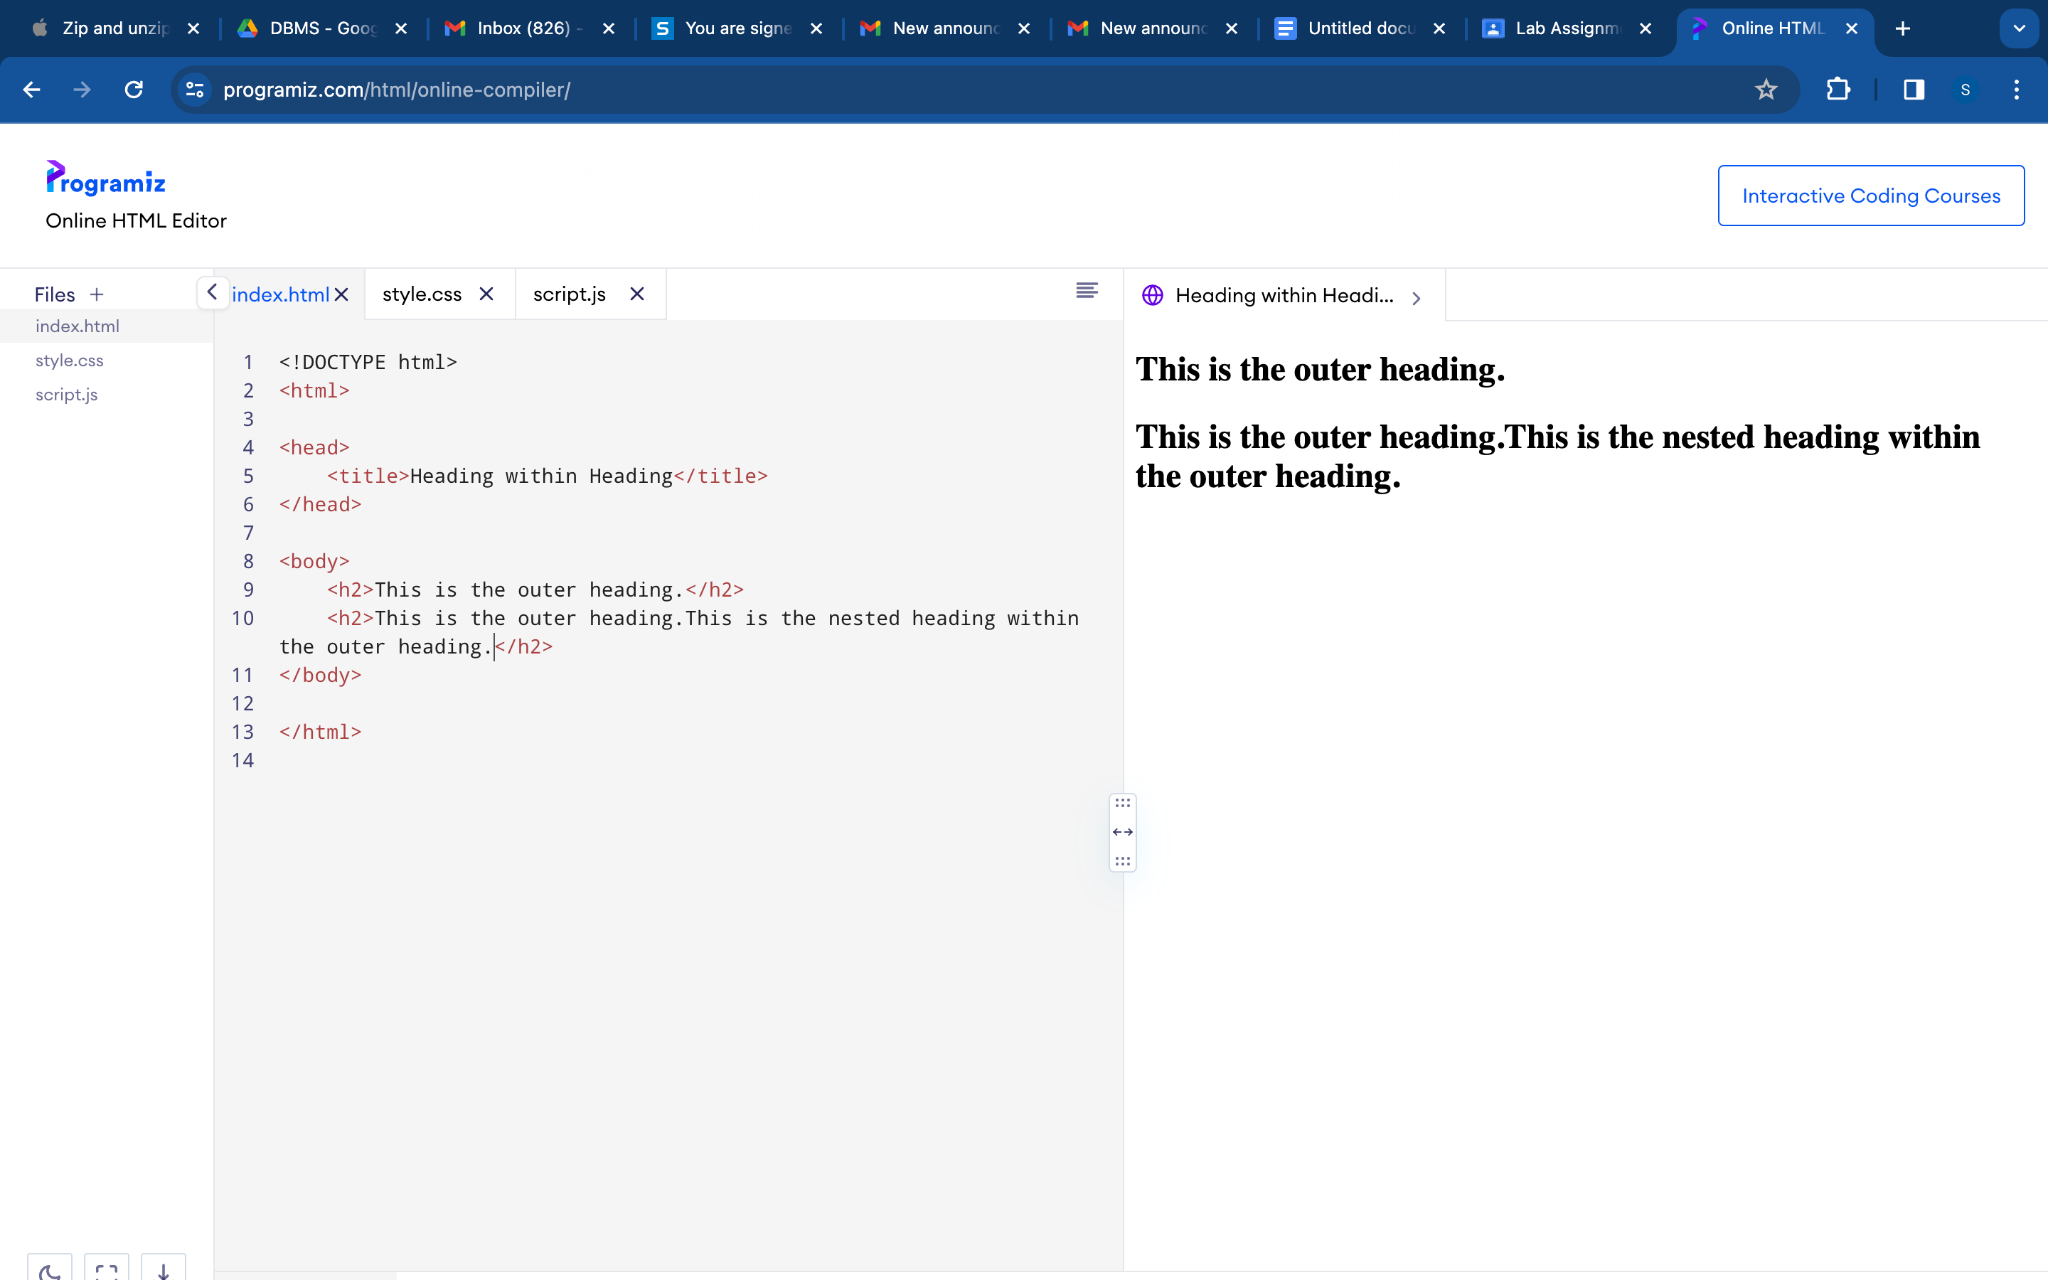 Zip and unzip
DBMS - Goog
Inbox (826) -
You are signe
New announc
New announc
Untitled docu
Lab Assignm
Online HTML
programiz.com/html/online-compiler/
S
Programiz
Online HTML Editor
Interactive Coding Courses
Files +
index.html
style.css
script.js
index.html
style.css
script.js
Heading within Headi...
1 <!DOCTYPE html>
2 <html>
3
4 <head>
5 <title>Heading within Heading</title>
6 </head>
7
8 <body>
9 <h2>This is the outer heading.</h2>
10 <h2>This is the outer heading.This is the nested heading within
the outer heading.</h2>
11 </body>
12
13 </html>
14
This is the outer heading.
This is the outer heading.This is the nested heading within
the outer heading.